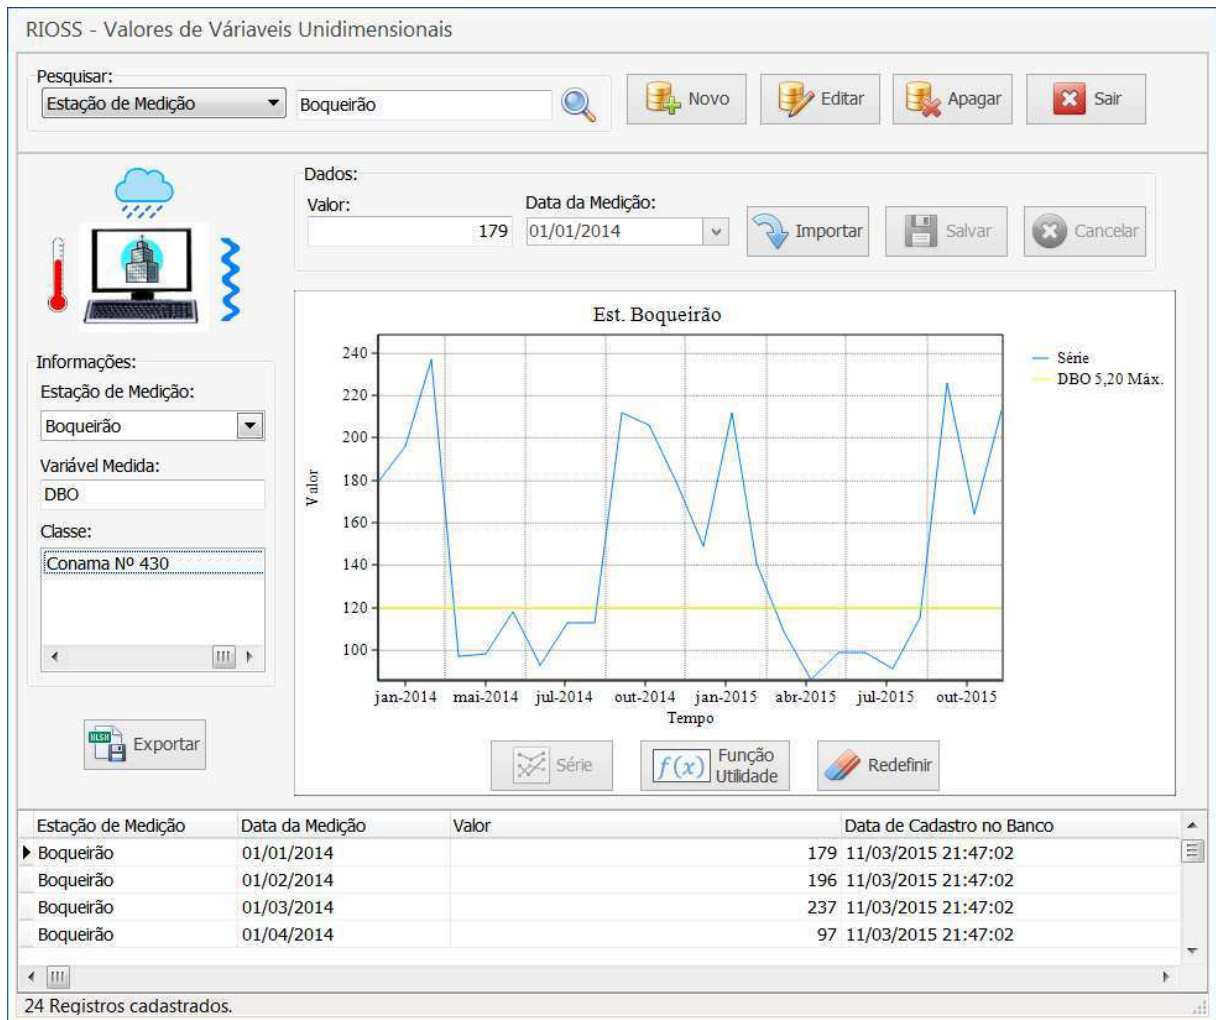 RIOSS - Valores de Váriaveis Unidimensionais
Pesquisar:
Estação de Medição
Boqueirão
Novo
Editar
Apagar
Sair
Dados:
Valor:
Data da Medição:
179
01/01/2014
Importar
Salvar
Cancelar
Informações:
Estação de Medição:
Boqueirão
Variável Medida:
DBO
Classe:
Conama Nº 430
XLSX
Exportar
Est. Boqueirão
Série
DBO 5,20 Máx.
Valor
240
220
200
180
160
140
120
100
jan-2014 mai-2014 jul-2014 out-2014 jan-2015 abr-2015 jul-2015 out-2015
Tempo
Série
f(x)
Função
Utilidade
Redefinir
Estação de Medição Data da Medição Valor Data de Cadastro no Banco
Boqueirão 01/01/2014 179 11/03/2015 21:47:02
Boqueirão 01/02/2014 196 11/03/2015 21:47:02
Boqueirão 01/03/2014 237 11/03/2015 21:47:02
Boqueirão 01/04/2014 97 11/03/2015 21:47:02
24 Registros cadastrados.